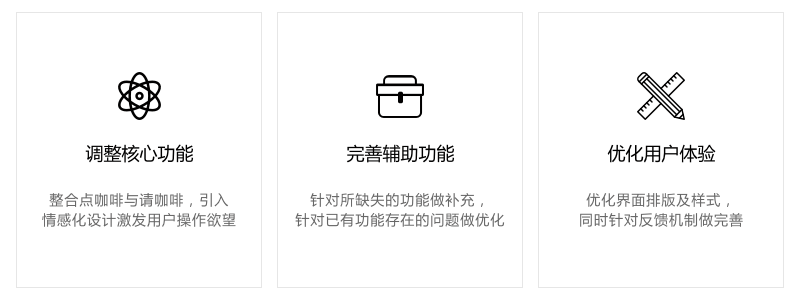 调整核心功能
整合点咖啡与请咖啡，引入
情感化设计激发用户操作欲望
完善辅助功能
针对所缺失的功能做补充，
针对已有功能存在的问题做优化
优化用户体验
优化界面排版及样式，
同时针对反馈机制做完善